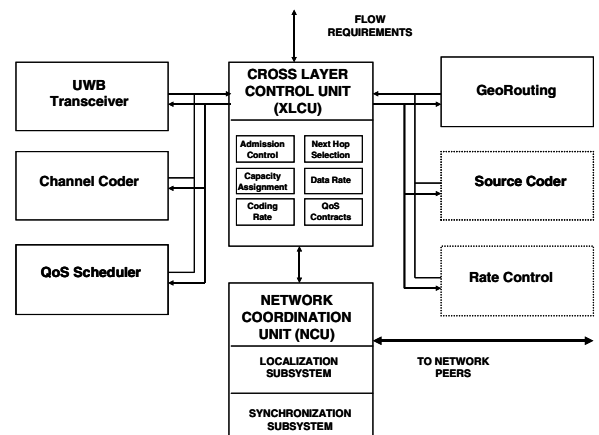 FLOW
REQUIREMENTS
UWB
Transceiver
CROSS LAYER
CONTROL UNIT
(XLCU)
GeoRouting
Admission
Control
Next Hop
Selection
Capacity
Assignment
Data Rate
Coding
Rate
QoS
Contracts
Channel Coder
Source Coder
QoS Scheduler
Rate Control
NETWORK
COORDINATION
UNIT (NCU)
LOCALIZATION
SUBSYSTEM
TO NETWORK
PEERS
SYNCHRONIZATION
SUBSYSTEM